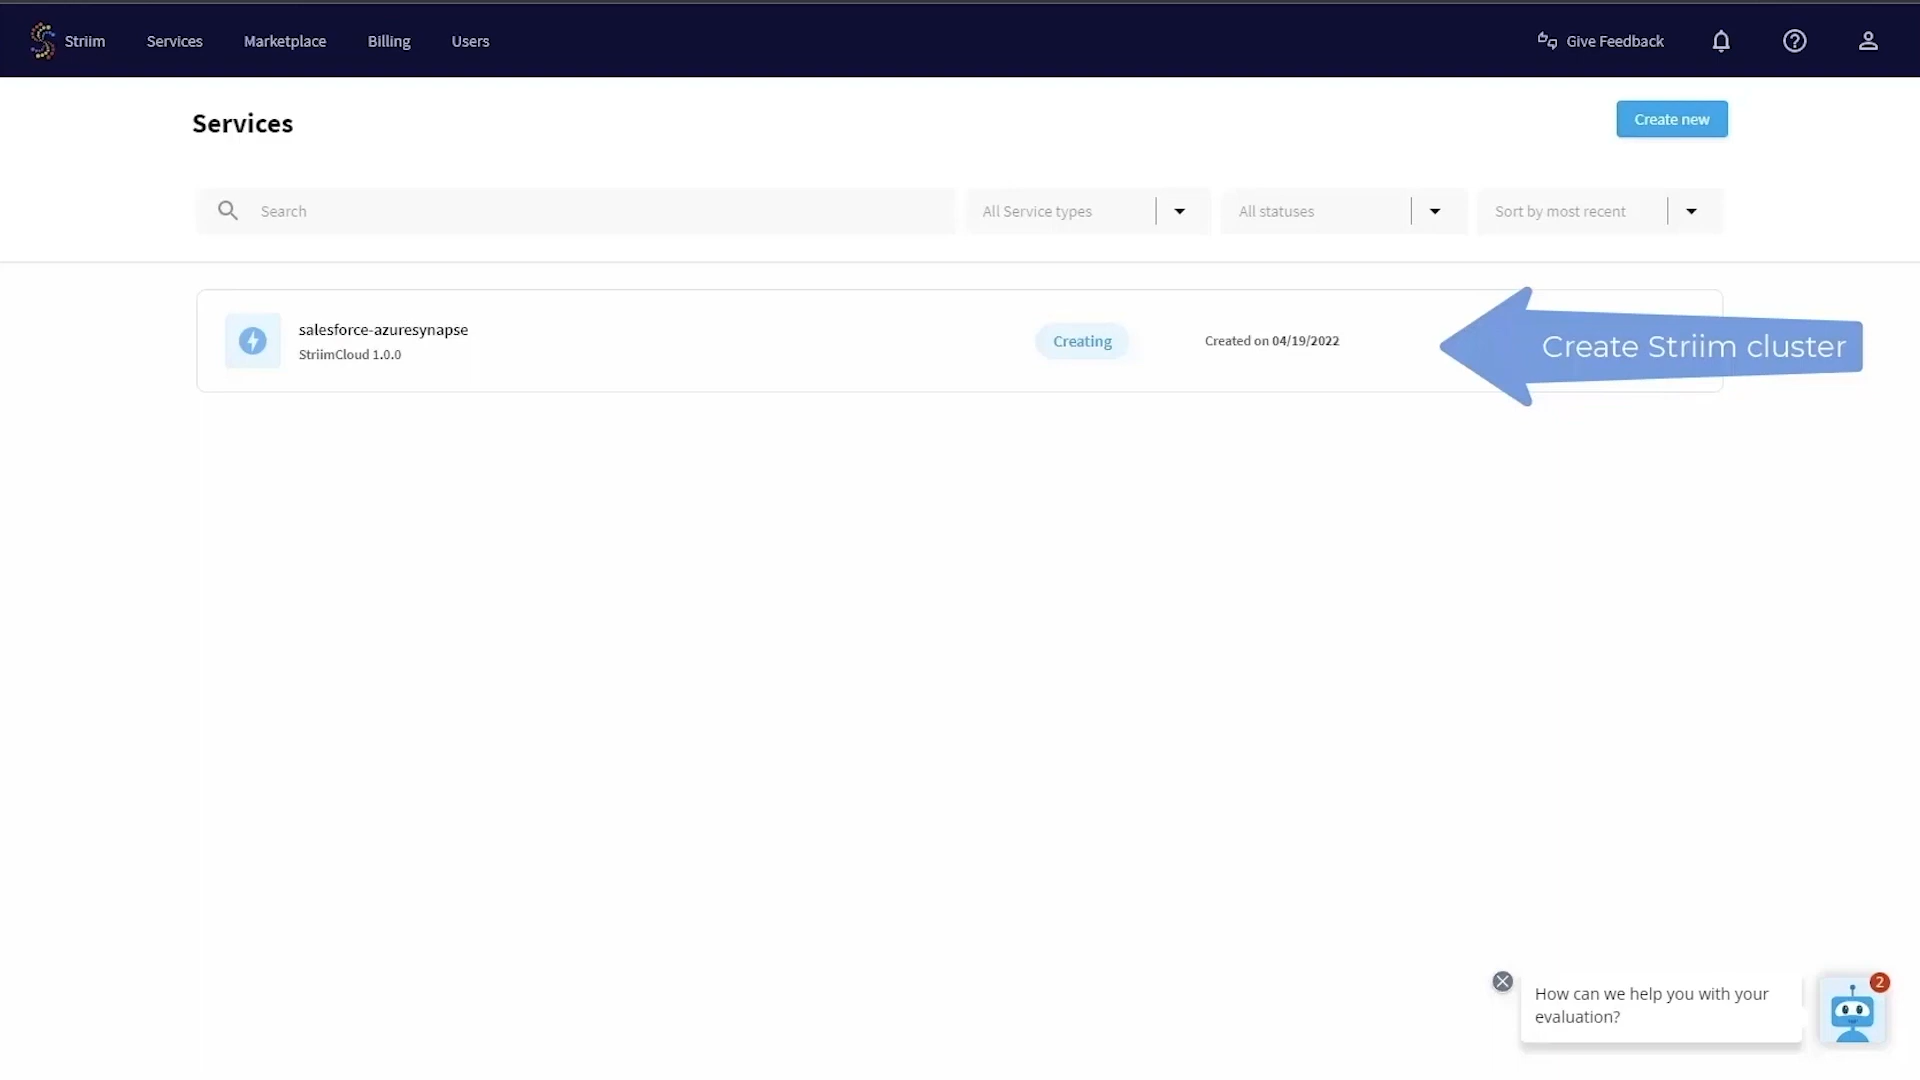 Striim Services Marketplace Billing Users Give Feedback
Services
Create new
Search All Service types All statuses Sort by most recent
salesforce-azuresynapse
StriimCloud 1.0.0
Creating
Created on 04/19/2022
Create Striim cluster
How can we help you with your
evaluation?
2